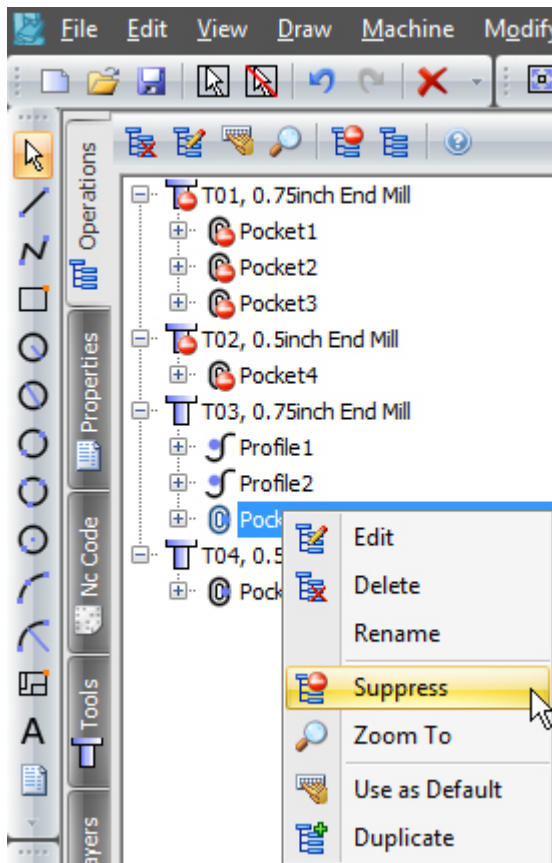 File Edit View Draw Machine Modify
Operations
Properties
Nc Code
Tools
T01, 0.75inch End Mill
Pocket1
Pocket2
Pocket3
T02, 0.5inch End Mill
Pocket4
T03, 0.75inch End Mill
Profile1
Profile2
Pock
T04, 0.5
Pock
Edit
Delete
Rename
Suppress
Zoom To
Use as Default
Duplicate
ayers